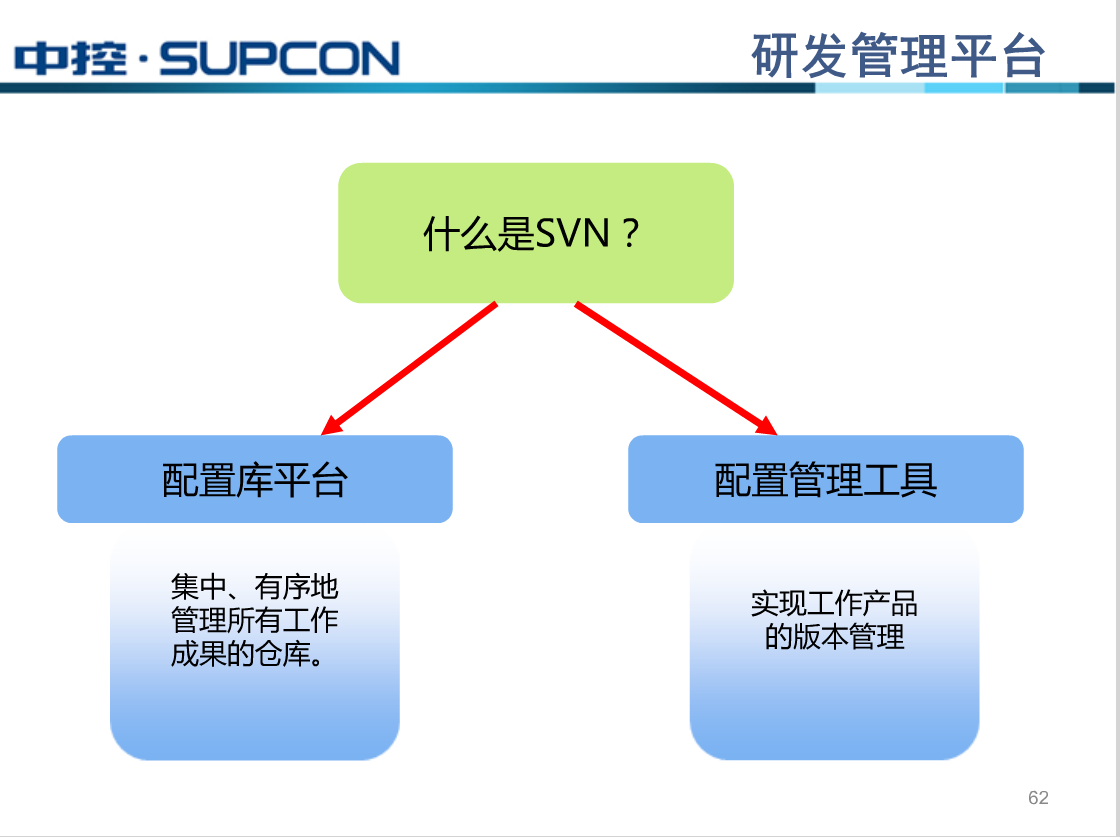 中控·SUPCON
研发管理平台
什么是SVN？
配置库平台
配置管理工具
集中、有序地
管理所有工作
成果的仓库。
实现工作产品
的版本管理
62